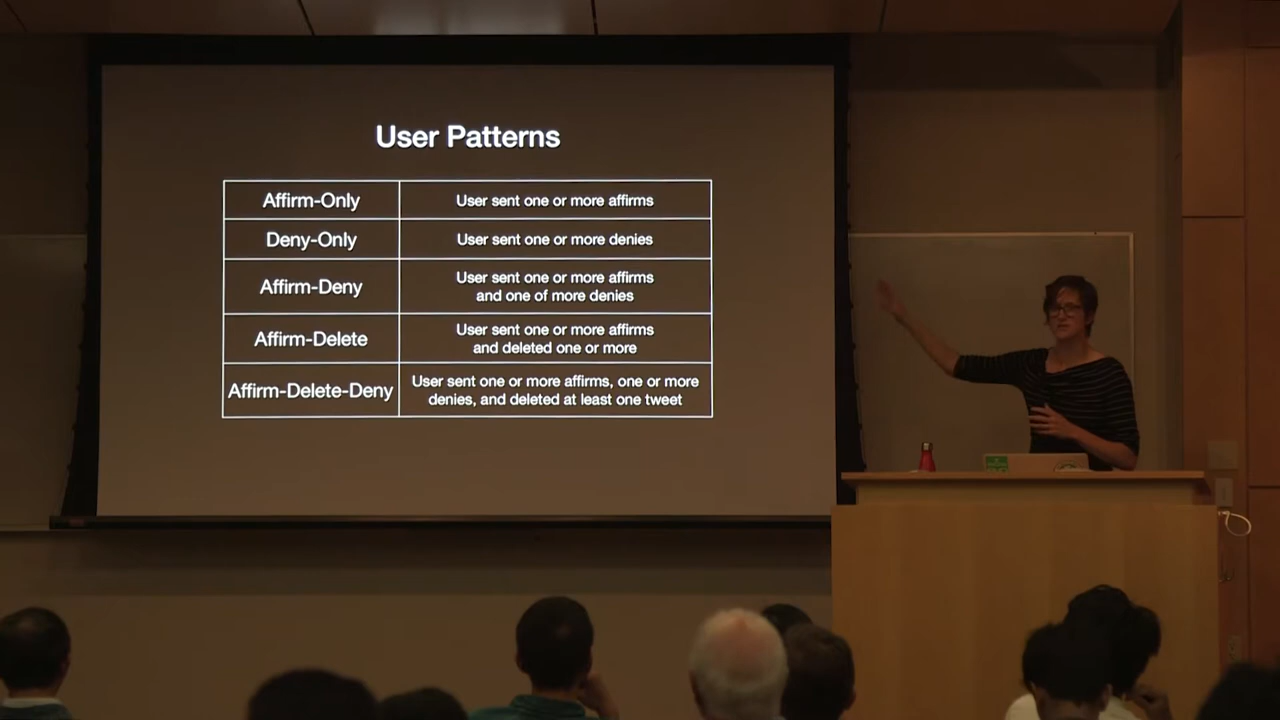 User Patterns
Affirm-Only
User sent one or more affirms
Deny-Only
User sent one or more denies
Affirm-Deny
User sent one or more affirms
and one of more denies
Affirm-Delete
User sent one or more affirms
and deleted one or more
Affirm-Delete-Deny
User sent one or more affirms, one or more
denies, and deleted at least one tweet